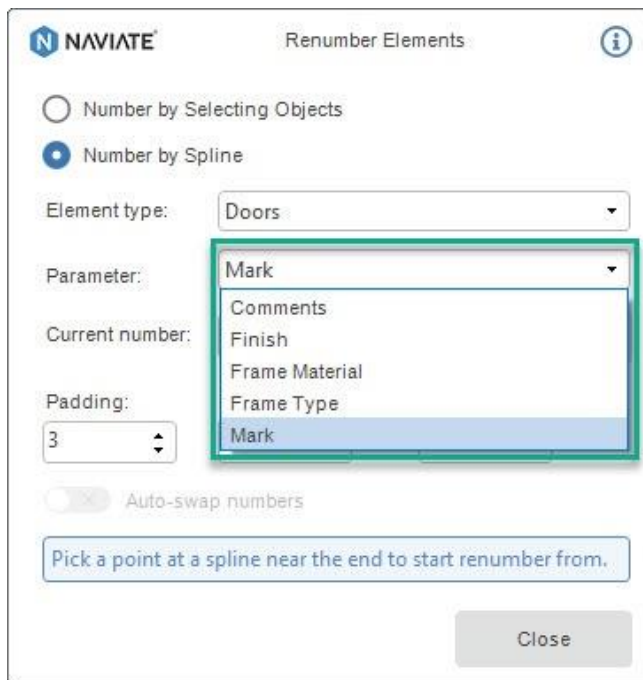 NAVIATE
Renumber Elements
Number by Selecting Objects
Number by Spline
Element type: Doors
Parameter: Mark
Comments
Current number:
Finish
Frame Material
Padding:
Frame Type
3
Mark
Auto-swap numbers
Pick a point at a spline near the end to start renumber from.
Close